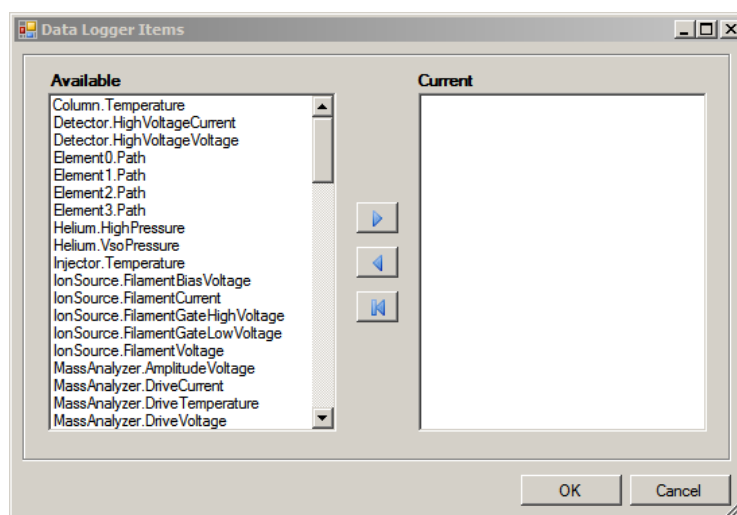 Data Logger Items
Available
Column.Temperature
Detector.HighVoltageCurrent
Detector.HighVoltageVoltage
Element0.Path
Element1.Path
Element2.Path
Element3.Path
Helium.HighPressure
Helium.VsoPressure
Injector.Temperature
IonSource.FilamentBiasVoltage
IonSource.FilamentCurrent
IonSource.FilamentGateHighVoltage
IonSource.FilamentGateLowVoltage
IonSource.FilamentVoltage
MassAnalyzer.AmplitudeVoltage
MassAnalyzer.DriveCurrent
MassAnalyzer.DriveTemperature
MassAnalyzer.DriveVoltage
Current
OK
Cancel